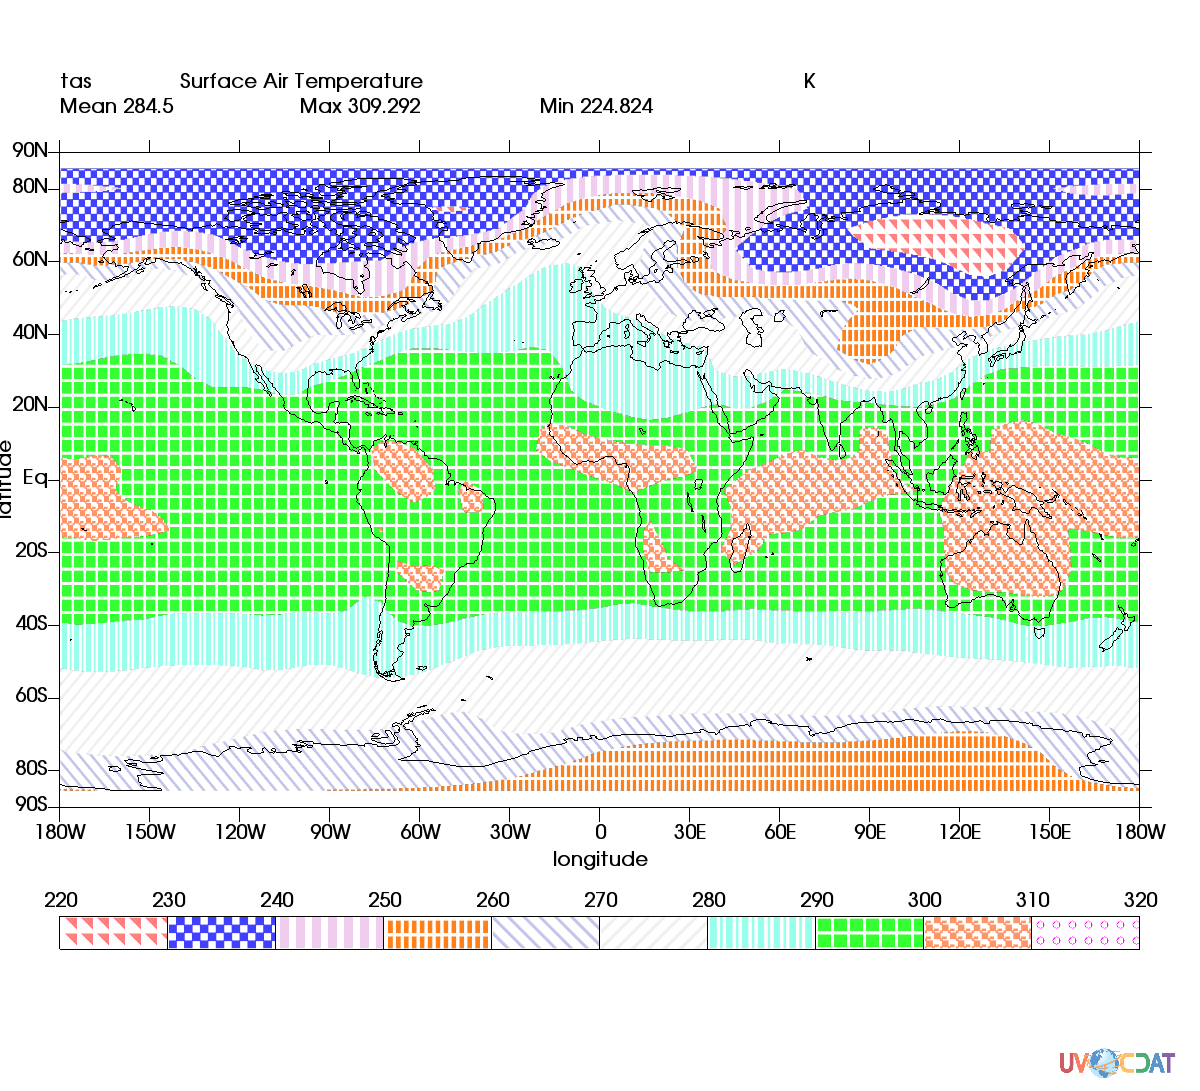 tas Surface Air Temperature K
Mean 284.5 Max 309.292 Min 224.824
90N
80N
60N
40N
20N
Eq
20S
40S
60S
80S
90S
latitude
180W 150W 120W 90W 60W 30W 0 30E 60E 90E 120E 150E 180W
longitude
220 230 240 250 260 270 280 290 300 310 320
UV CDAT